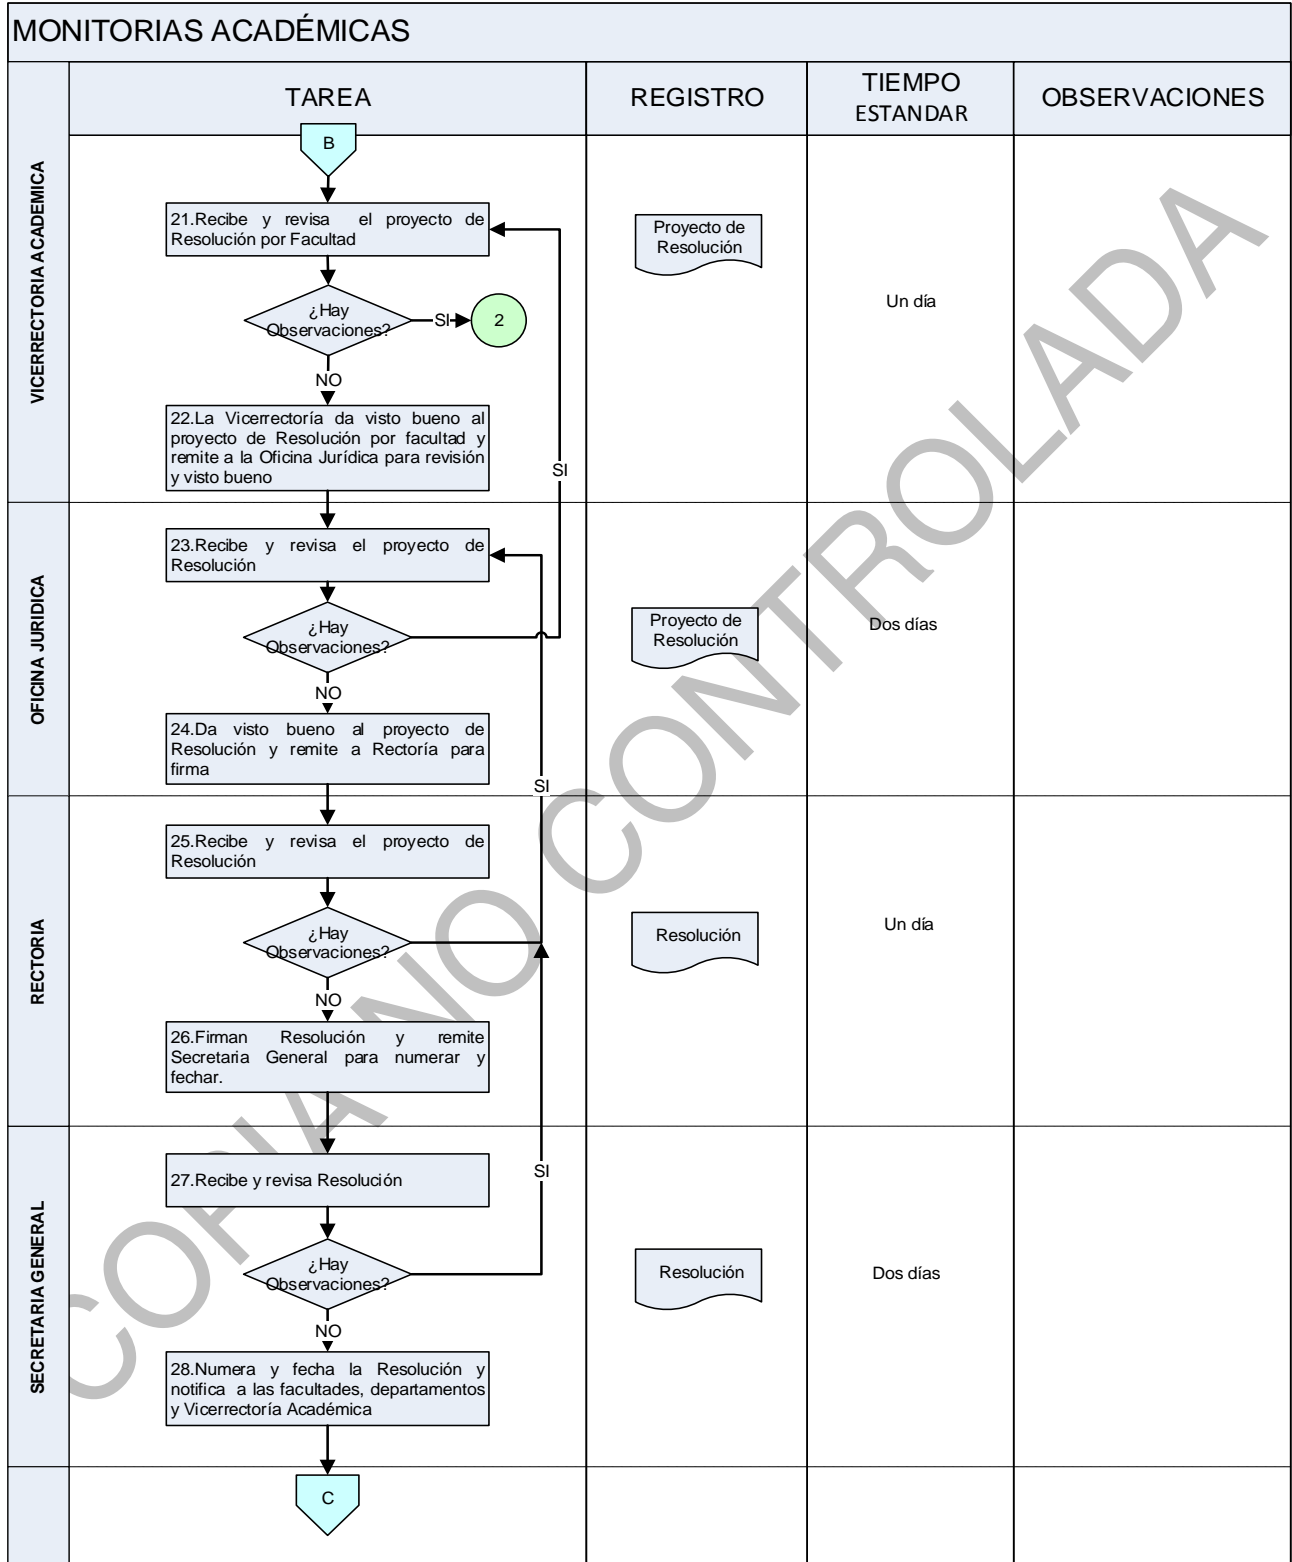 MONITORIAS ACADÉMICAS
TAREA
REGISTRO
TIEMPO
ESTANDAR
OBSERVACIONES
VICERRECTORIA ACADEMICA
B
21.Recibe y revisa el proyecto de
Resolución por Facultad
Proyecto de
Resolución
¿Hay
Observaciones?
SI
2
Un día
NO
22.La Vicerrectoría da visto bueno al
proyecto de Resolución por facultad y
remite a la Oficina Jurídica para revisión
y visto bueno
SI
OFICINA JURIDICA
23.Recibe y revisa el proyecto de
Resolución
¿Hay
Observaciones?
Proyecto de
Resolución
Dos días
NO
24.Da visto bueno al proyecto de
Resolución y remite a Rectoría para
firma
SI
RECTORIA
25.Recibe y revisa el proyecto de
Resolución
¿Hay
Observaciones?
Resolución
Un día
NO
26.Firman Resolución y remite
Secretaria General para numerar y
fechar.
SECRETARIA GENERAL
27.Recibe y revisa Resolución
SI
¿Hay
Observaciones?
Resolución
Dos días
NO
28.Numera y fecha la Resolución y
notifica a las facultades, departamentos
y Vicerrectoría Académica
C
COPIA NO CONTROLADA